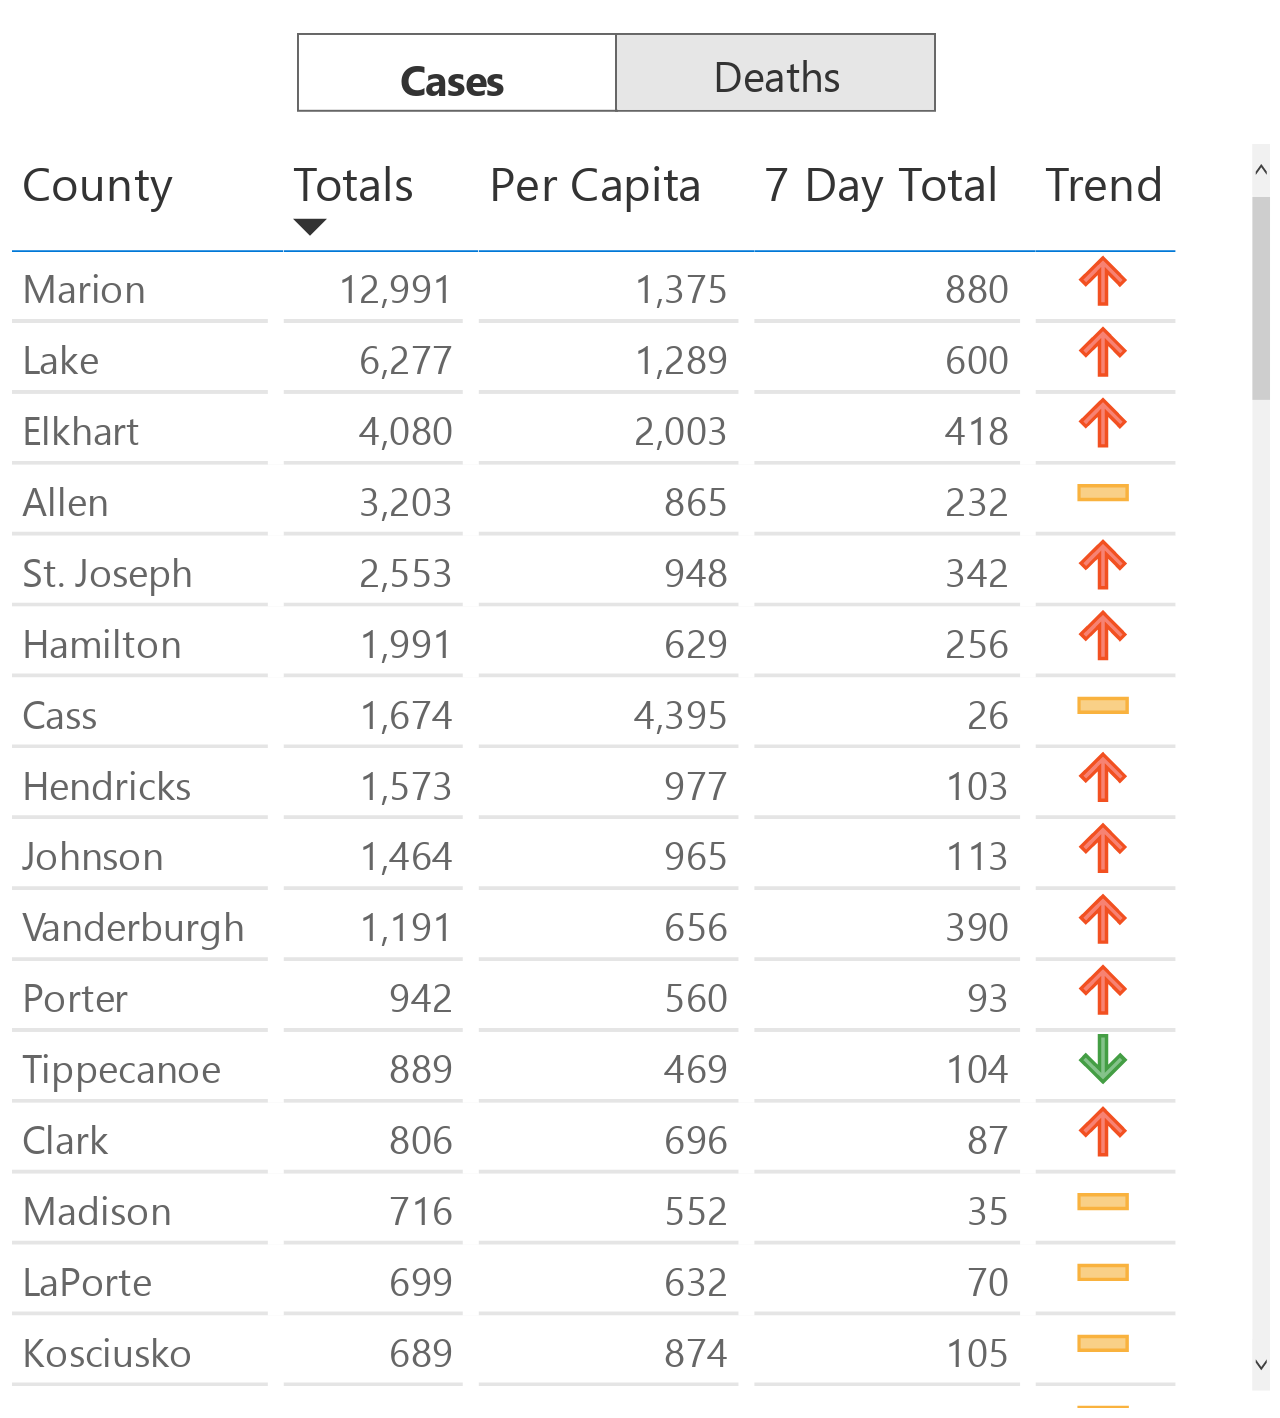 Cases Deaths
County Totals Per Capita 7 Day Total Trend
Marion 12,991 1,375 880
Lake 6,277 1,289 600
Elkhart 4,080 2,003 418
Allen 3,203 865 232
St. Joseph 2,553 948 342
Hamilton 1,991 629 256
Cass 1,674 4,395 26
Hendricks 1,573 977 103
Johnson 1,464 965 113
Vanderburgh 1,191 656 390
Porter 942 560 93
Tippecanoe 889 469 104
Clark 806 696 87
Madison 716 552 35
LaPorte 699 632 70
Kosciusko 689 874 105